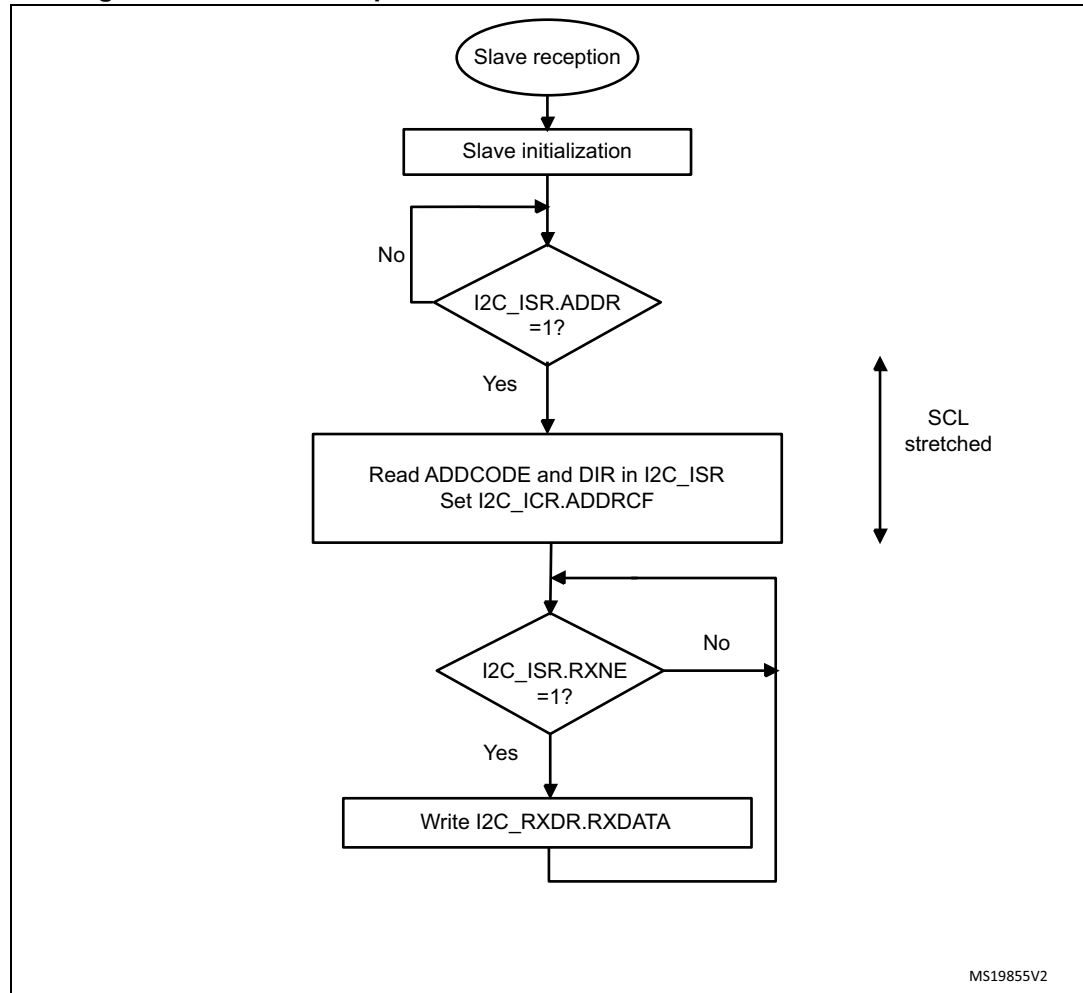 Slave reception
Slave initialization
No
I2C_ISR.ADDR
=1?
Yes
SCL
stretched
Read ADDCODE and DIR in I2C_ISR
Set I2C_ICR.ADDRCF
No
I2C_ISR.RXNE
=1?
Yes
Write I2C_RXDR.RXDATA
MS19855V2